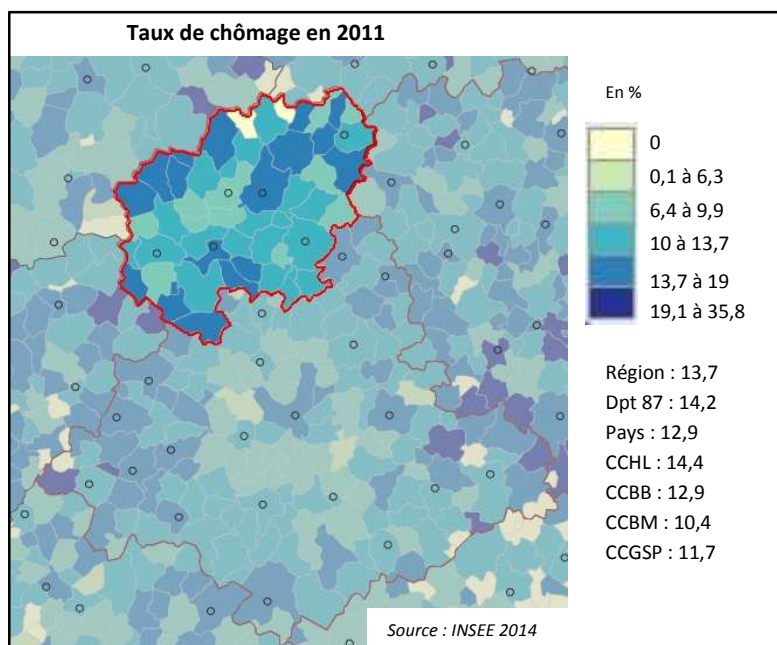 Taux de chômage en 2011
En %
0
0,1 à 6,3
6,4 à 9,9
10 à 13,7
13,7 à 19
19,1 à 35,8
Région : 13,7
Dpt 87 : 14,2
Pays : 12,9
CCHL : 14,4
CCBB : 12,9
CCBM : 10,4
CCGSP : 11,7
Source : INSEE 2014